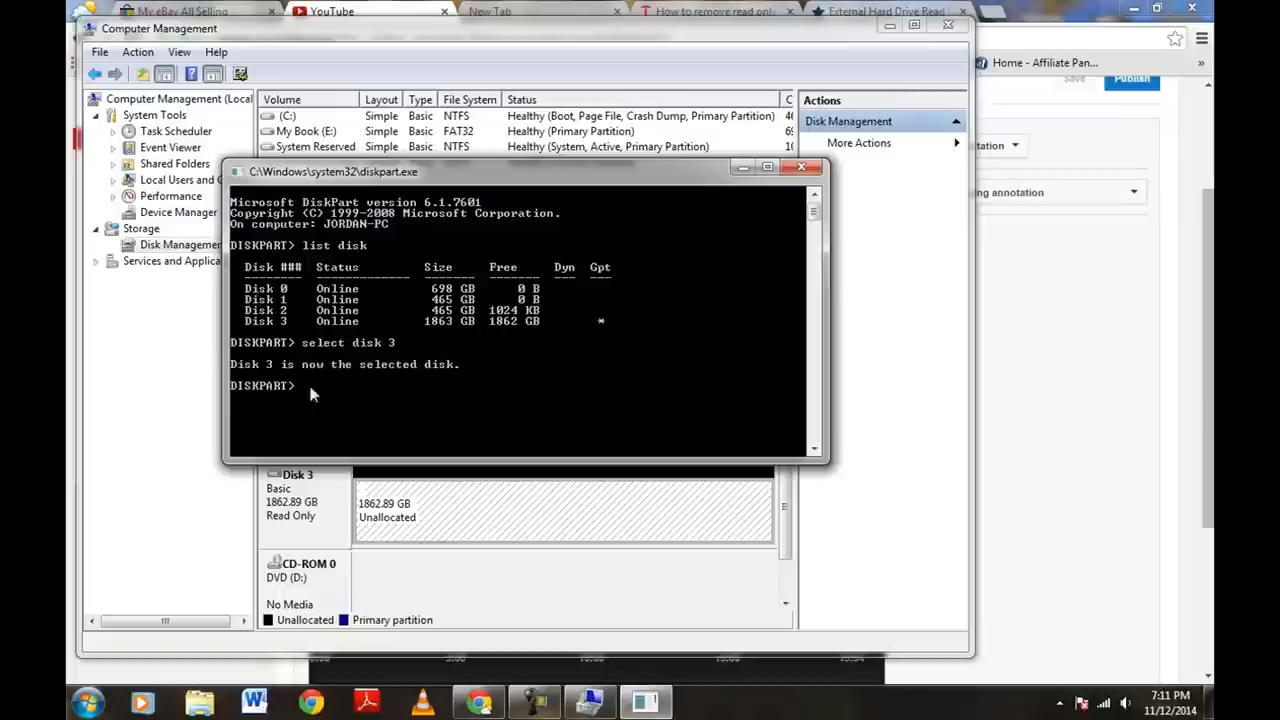 My eBay All Selling
YouTube
New Tab
How to remove read only
External Hard Drive Read
Computer Management
File Action View Help
Home - Affiliate Pan...
»
Save
Publish
Computer Management (Local
System Tools
Task Scheduler
Event Viewer
Shared Folders
Local Users and G
Performance
Device Manager
Storage
Disk Managemen
Services and Applica
Volume Layout Type File System Status C
(C:) Simple Basic NTFS Healthy (Boot, Page File, Crash Dump, Primary Partition) 46
My Book (E:) Simple Basic FAT32 Healthy (Primary Partition) 69
System Reserved Simple Basic NTFS Healthy (System, Active, Primary Partition) 10
Actions
Disk Management
More Actions
tation
ng annotation
C:\Windows\system32\diskpart.exe
Microsoft DiskPart version 6.1.7601
Copyright (C) 1999-2008 Microsoft Corporation.
On computer: JORDAN-PC
DISKPART> list disk
Disk ### Status Size Free Dyn Gpt
-------- ------------- ------- ------- --- ---
Disk 0 Online 698 GB 0 B
Disk 1 Online 465 GB 0 B
Disk 2 Online 465 GB 1024 KB
Disk 3 Online 1863 GB 1862 GB *
DISKPART> select disk 3
Disk 3 is now the selected disk.
DISKPART>
Disk 3
Basic
1862.89 GB
Read Only
1862.89 GB
Unallocated
CD-ROM 0
DVD (D:)
No Media
Unallocated Primary partition
7:11 PM
11/12/2014